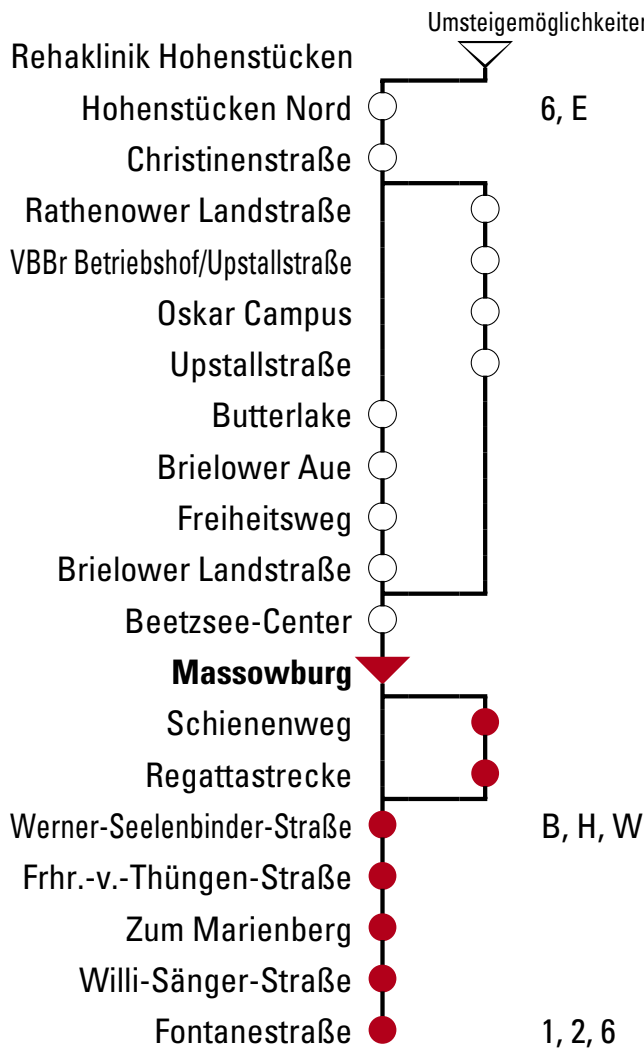 Umsteigemöglichkeiten
Rehaklinik Hohenstücken
Hohenstücken Nord 6, E
Christinenstraße
Rathenower Landstraße
VBBr Betriebshof/Upstallstraße
Oskar Campus
Upstallstraße
Butterlake
Brielower Aue
Freiheitsweg
Brielower Landstraße
Beetzsee-Center
Massowburg
Schienenweg
Regattastrecke
Werner-Seelenbinder-Straße B, H, W
Frhr.-v.-Thüngen-Straße
Zum Marienberg
Willi-Sänger-Straße
Fontanestraße 1, 2, 6